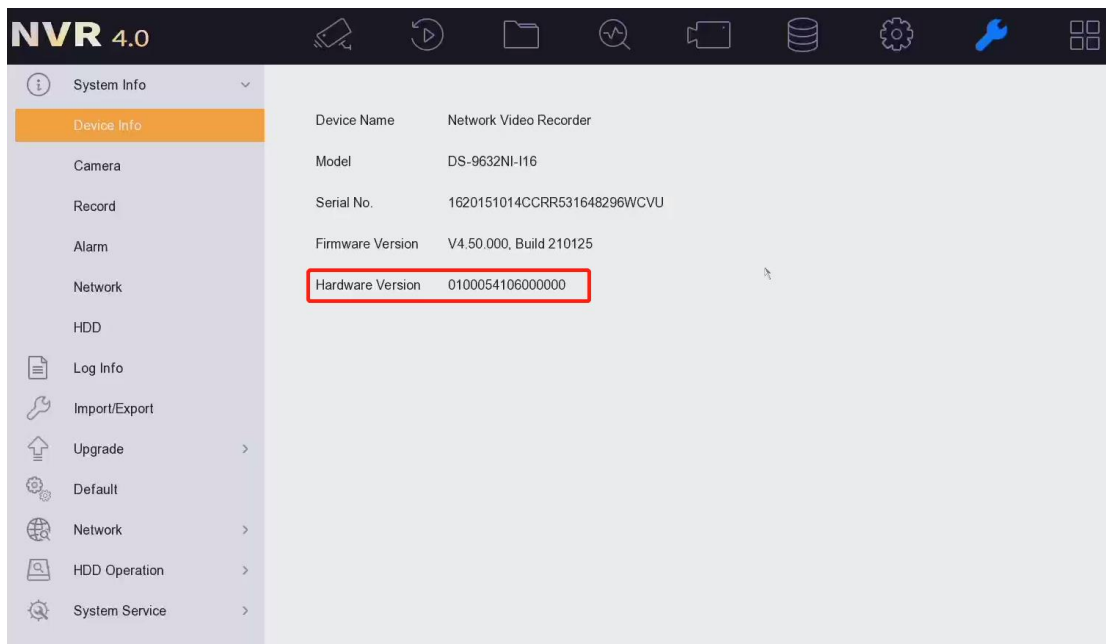 NVR 4.0
System Info
Device Info
Camera
Record
Alarm
Network
HDD
Log Info
Import/Export
Upgrade
Default
Network
HDD Operation
System Service
Device Name Network Video Recorder
Model DS-9632NI-I16
Serial No. 1620151014CCRR531648296WCVU
Firmware Version V4.50.000, Build 210125
Hardware Version 0100054106000000